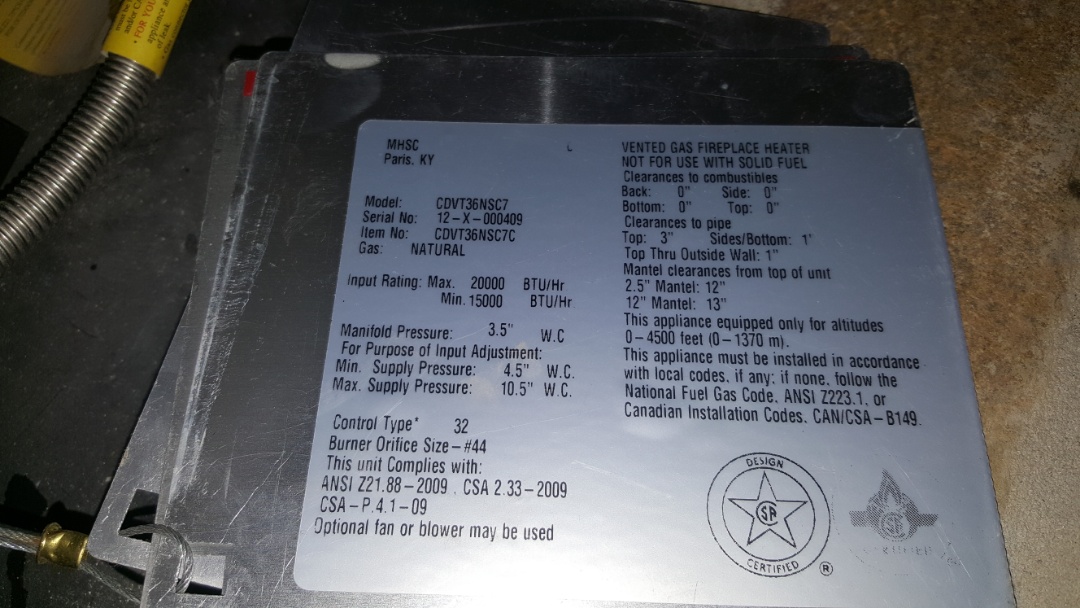 • FOR YOU
appliance
of leak.
MHSC
Paris, KY
L
Model: CDVT36NSC7
Serial No: 12-X-000409
Item No: CDVT36NSC7C
Gas: NATURAL
Input Rating: Max. 20000 BTU/Hr
Min. 15000 BTU/Hr
Manifold Pressure: 3.5" W.C
For Purpose of Input Adjustment:
Min. Supply Pressure: 4.5" W.C.
Max. Supply Pressure: 10.5" W.C.
Control Type* 32
Burner Orifice Size-#44
This unit Complies with:
ANSI Z21.88-2009 . CSA 2.33-2009
CSA-P.4.1-09
Optional fan or blower may be used
VENTED GAS FIREPLACE HEATER
NOT FOR USE WITH SOLID FUEL
Clearances to combustibles
Back: 0" Side: 0"
Bottom: 0" Top: 0"
Clearances to pipe
Top: 3" Sides/Bottom: 1'
Top Thru Outside Wall: 1"
Mantel clearances from top of unit
2.5" Mantel: 12"
12" Mantel: 13"
This appliance equipped only for altitudes
0-4500 feet (0-1370 m).
This appliance must be installed in accordance
with local codes, if any; if none, follow the
National Fuel Gas Code, ANSI Z223.1, or
Canadian Installation Codes, CAN/CSA-B149.
DESIGN
CERTIFIED
®